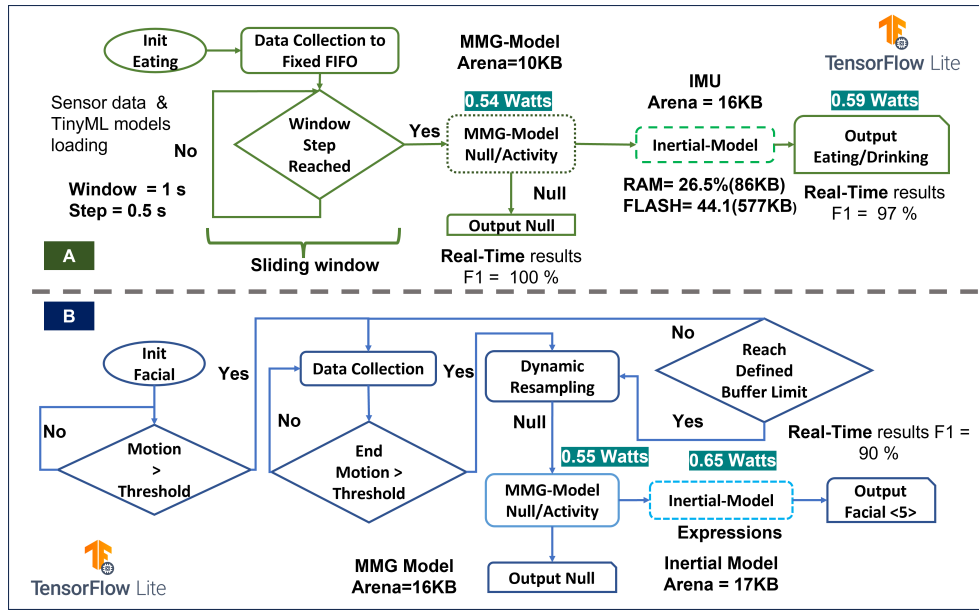 Init
Eating
Data Collection to
Fixed FIFO
MMG-Model
Arena=10KB
TensorFlow Lite
IMU
Arena = 16KB
Sensor data &
TinyML models
loading
No
Window
Step
Reached
Yes
0.54 Watts
MMG-Model
Null/Activity
Inertial-Model
0.59 Watts
Output
Eating/Drinking
Window = 1 s
Step = 0.5 s
Null
Output Null
RAM= 26.5%(86KB)
FLASH= 44.1(577KB)
Real-Time results
F1 = 97 %
A
Sliding window
Real-Time results
F1 = 100 %
B
Init
Facial
Yes
Data Collection
Yes
Dynamic
Resampling
No
Reach
Defined
Buffer Limit
No
Motion
>
Threshold
No
End
Motion >
Threshold
Null
Yes
Real-Time results F1 =
90 %
0.55 Watts
0.65 Watts
MMG-Model
Null/Activity
Inertial-Model
Expressions
Output
Facial <5>
TensorFlow Lite
MMG Model
Arena=16KB
Output Null
Inertial Model
Arena = 17KB